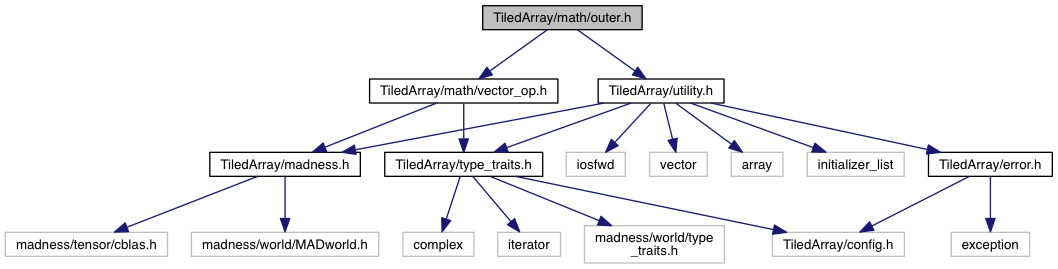 TiledArray/math/outer.h
TiledArray/math/vector_op.h
TiledArray/utility.h
TiledArray/madness.h
TiledArray/type_traits.h
iosfwd
vector
array
initializer_list
TiledArray/error.h
madness/tensor/cblas.h
madness/world/MADworld.h
complex
iterator
madness/world/type
_traits.h
TiledArray/config.h
exception